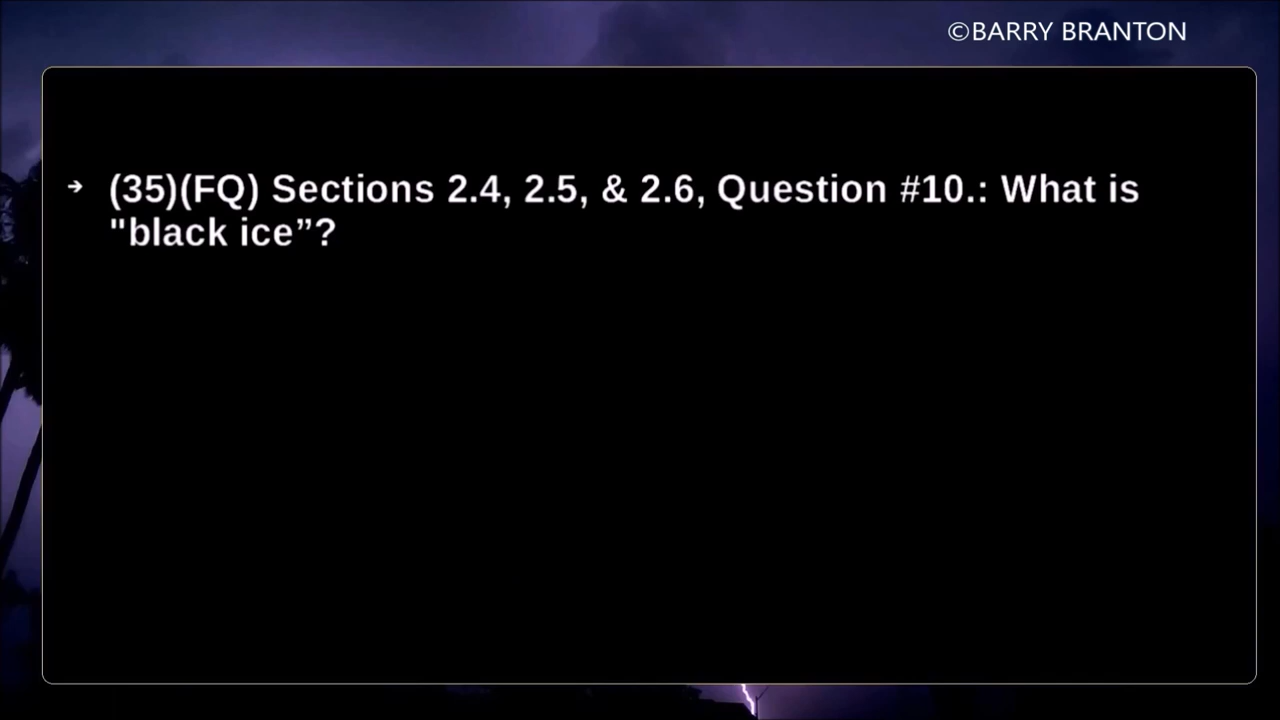 ©BARRY BRANTON
➔ (35)(FQ) Sections 2.4, 2.5, & 2.6, Question #10.: What is
"black ice”?